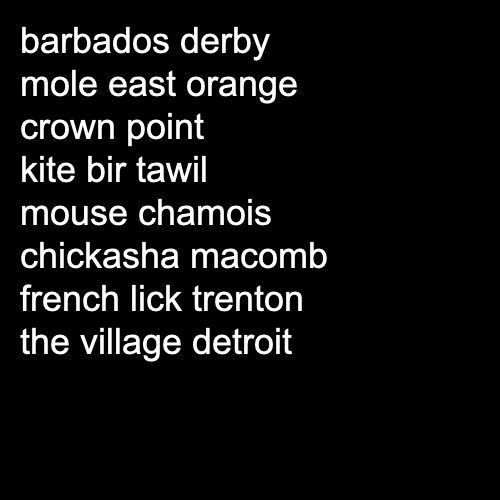 barbados derby
mole east orange
crown point
kite bir tawil
mouse chamois
chickasha macomb
french lick trenton
the village detroit